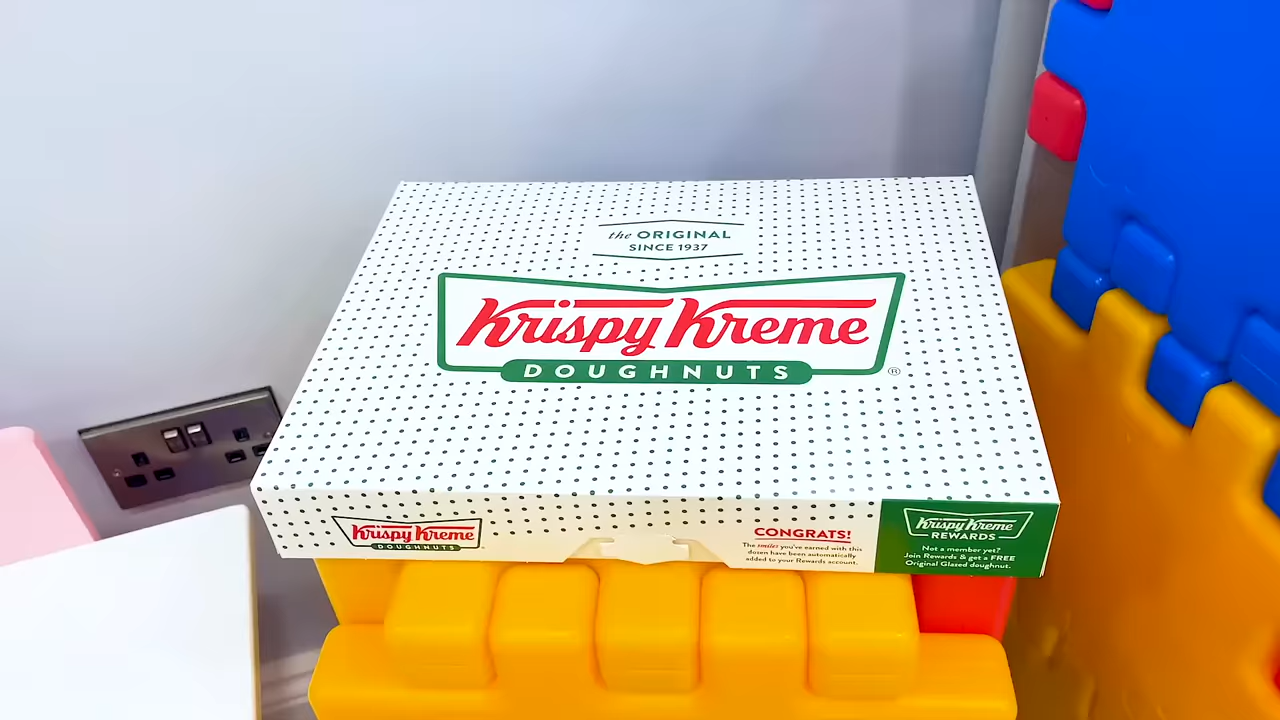 the ORIGINAL
SINCE 1937
Krispy Kreme
DOUGHNUTS
®
Krispy Kreme
DOUGHNUTS
CONGRATS!
The smiles you've earned with this
dozen have been automatically
added to your Rewards account.
Krispy Kreme
REWARDS
Not a member yet?
Join Rewards & get a FREE
Original Glazed doughnut.